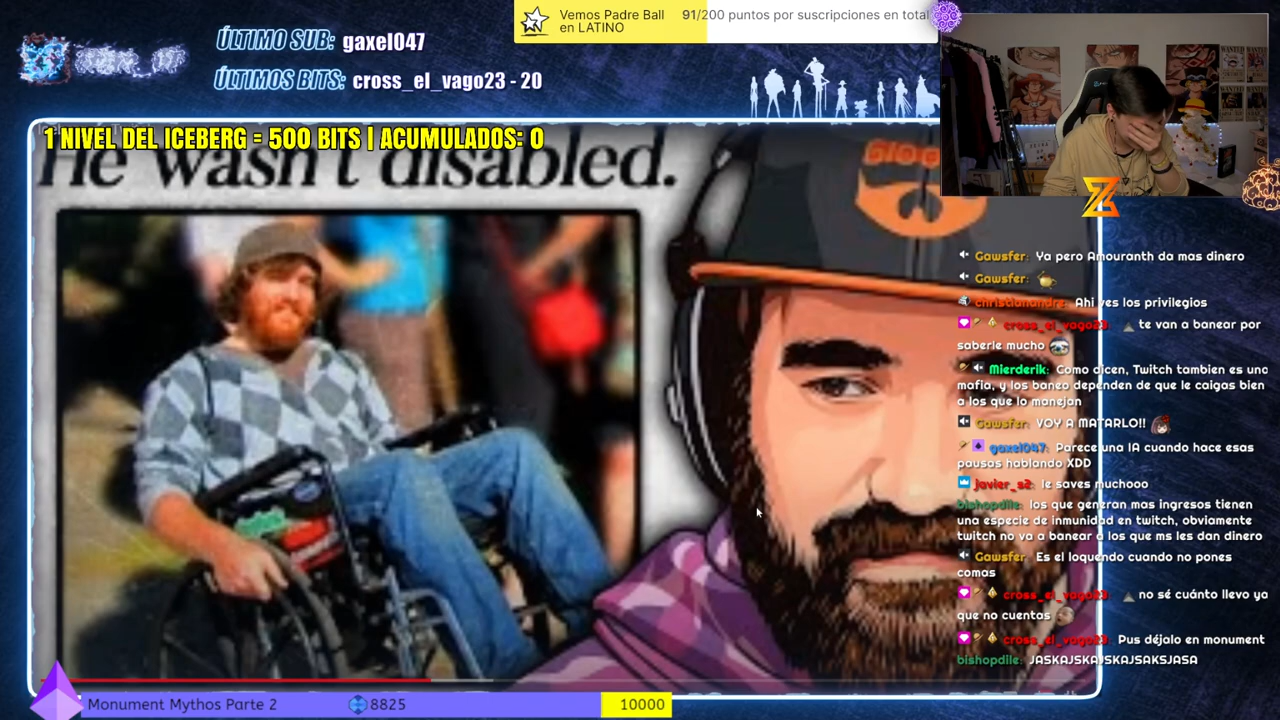 ÚLTIMO SUB: gaxel047
ÚLTIMOS BITS: cross_el_vago23 - 20
Vemos Padre Ball
en LATINO
91/200 puntos por suscripciones en total
1 NIVEL DEL ICEBERG = 500 BITS | ACUMULADOS: 0
He wasn't disabled.
Gawsfer: Ya pero Amouranth da mas dinero
Gawsfer:
christianandre: Ahi ves los privilegios
cross_el_vago23: te van a banear por
saberle mucho
Mierderik: Como dicen, Twitch tambien es una
mafia, y los baneo dependen de que le caigas bien
a los que lo manejan
Gawsfer: VOY A MATARLO!!
gaxel047: Parece una IA cuando hace esas
pausas hablando XDD
javier_s2: le saves muchooo
bishopdile: los que generan mas ingresos tienen
una especie de inmunidad en twitch, obviamente
twitch no va a banear a los que ms les dan dinero
Gawsfer: Es el loquendo cuando no pones
comas
cross_el_vago23: no sé cuánto llevo ya
que no cuentas
cross_el_vago23: Pus déjalo en monument
bishopdile: JASKAJSKAJSKAJSAKSJASA
Monument Mythos Parte 2
8825
10000